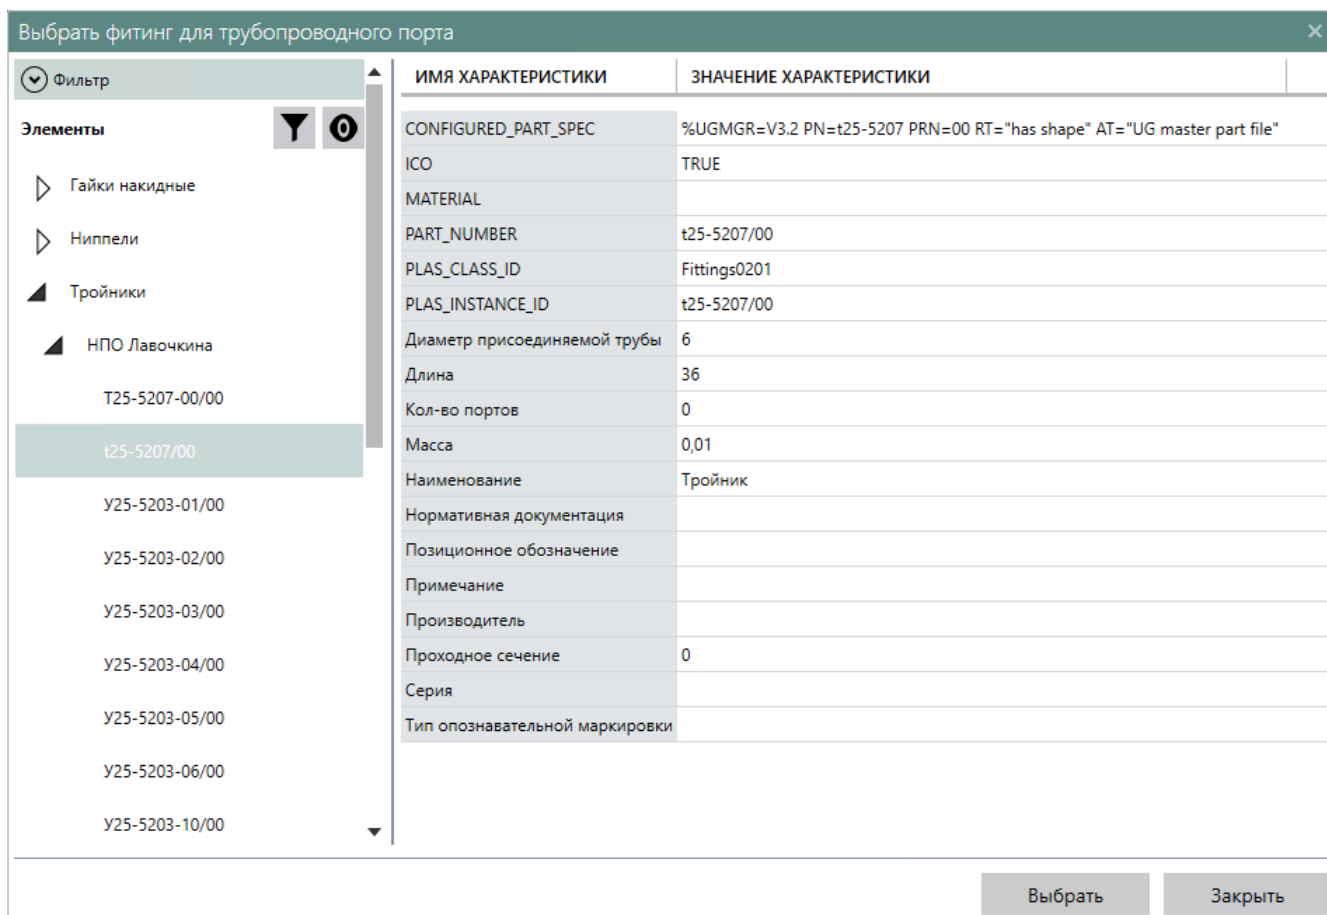 Выбрать фитинг для трубопроводного порта
Фильтр
Элементы
Гайки накидные
Ниппели
Тройники
НПО Лавочкина
Т25-5207-00/00
t25-5207/00
У25-5203-01/00
У25-5203-02/00
У25-5203-03/00
У25-5203-04/00
У25-5203-05/00
У25-5203-06/00
У25-5203-10/00
ИМЯ ХАРАКТЕРИСТИКИ ЗНАЧЕНИЕ ХАРАКТЕРИСТИКИ
CONFIGURED_PART_SPEC %UGMGR=V3.2 PN=t25-5207 PRN=00 RT="has shape" AT="UG master part file"
ICO TRUE
MATERIAL
PART_NUMBER t25-5207/00
PLAS_CLASS_ID Fittings0201
PLAS_INSTANCE_ID t25-5207/00
Диаметр присоединяемой трубы 6
Длина 36
Кол-во портов 0
Масса 0,01
Наименование Тройник
Нормативная документация
Позиционное обозначение
Примечание
Производитель
Проходное сечение 0
Серия
Тип опознавательной маркировки
Выбрать Закрыть